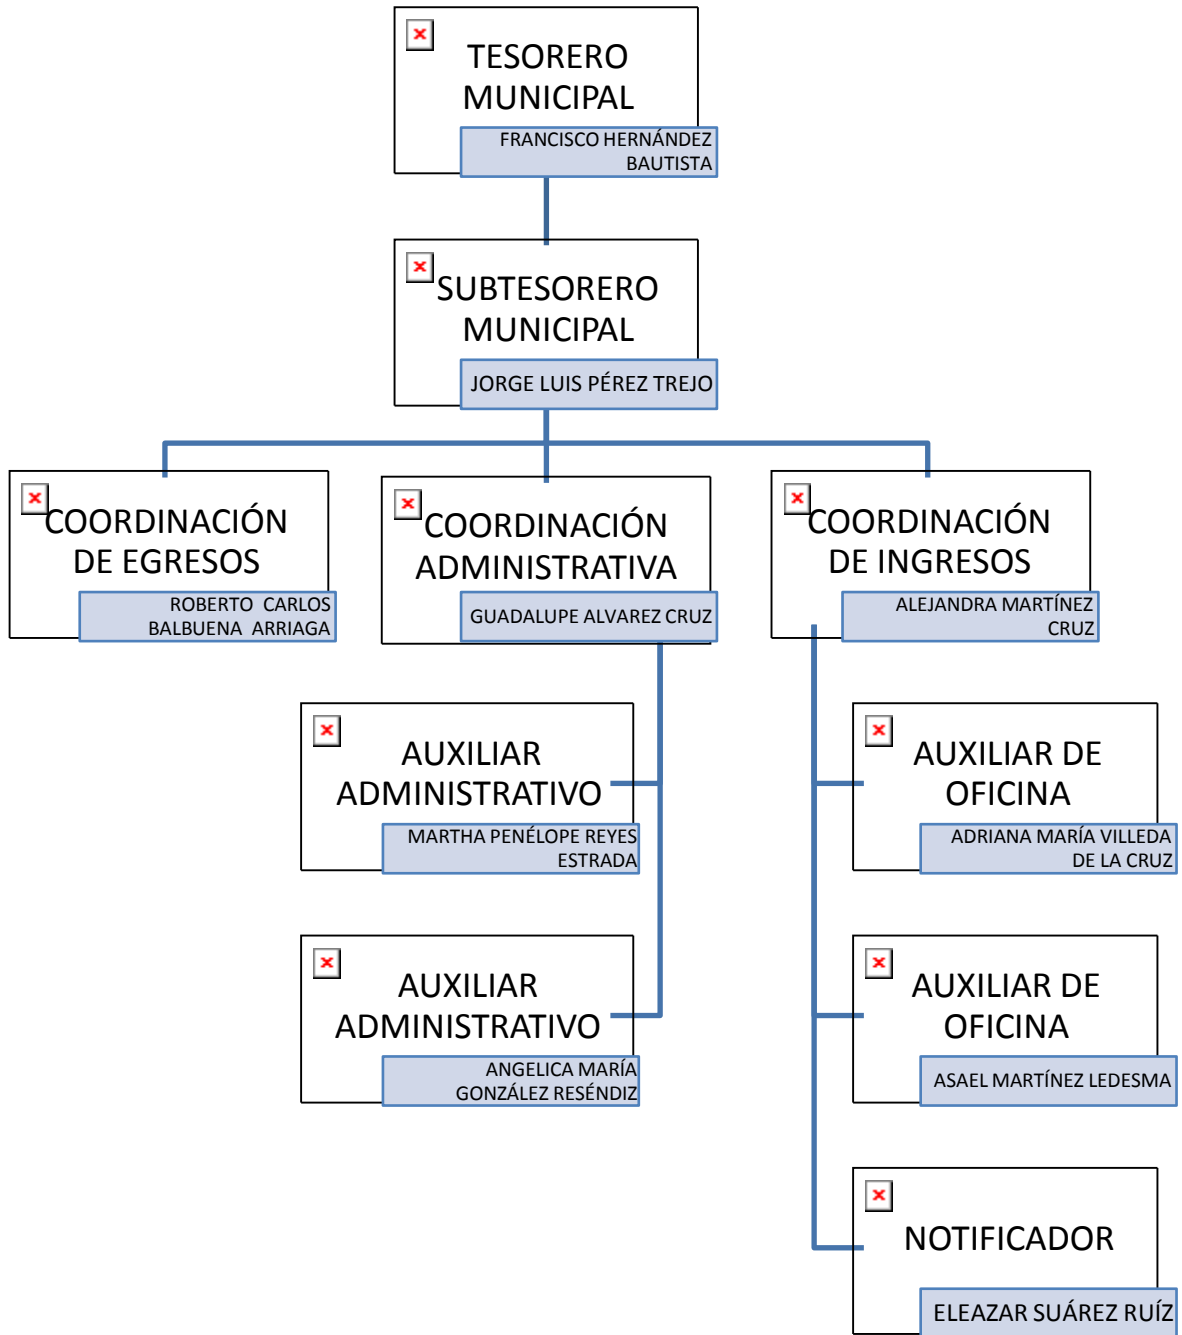 TESORERO
MUNICIPAL
FRANCISCO HERNÁNDEZ
BAUTISTA
SUBTESORERO
MUNICIPAL
JORGE LUIS PÉREZ TREJO
COORDINACIÓN
DE EGRESOS
ROBERTO CARLOS
BALBUENA ARRIAGA
COORDINACIÓN
ADMINISTRATIVA
GUADALUPE ALVAREZ CRUZ
COORDINACIÓN
DE INGRESOS
ALEJANDRA MARTÍNEZ
CRUZ
AUXILIAR
ADMINISTRATIVO
MARTHA PENÉLOPE REYES
ESTRADA
AUXILIAR DE
OFICINA
ADRIANA MARÍA VILLEDA
DE LA CRUZ
AUXILIAR
ADMINISTRATIVO
ANGELICA MARÍA
GONZÁLEZ RESÉNDIZ
AUXILIAR DE
OFICINA
ASAEL MARTÍNEZ LEDESMA
NOTIFICADOR
ELEAZAR SUÁREZ RUÍZ